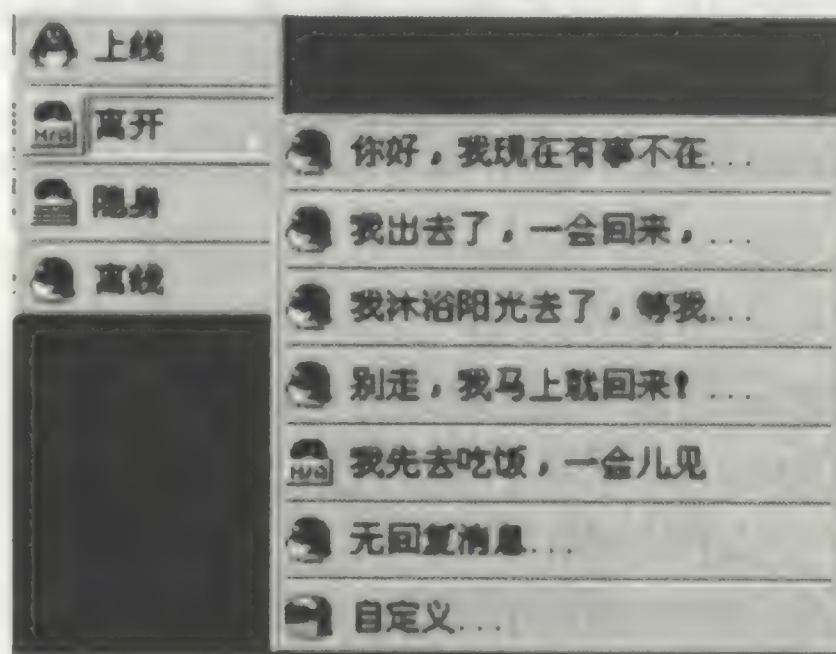 上线
离开
隐身
离线
你好，我现在有事不在...
我出去了，一会回来，...
我沐浴阳光去了，等我...
别走，我马上就回来！...
我先去吃饭，一会儿见
无回复消息...
自定义...